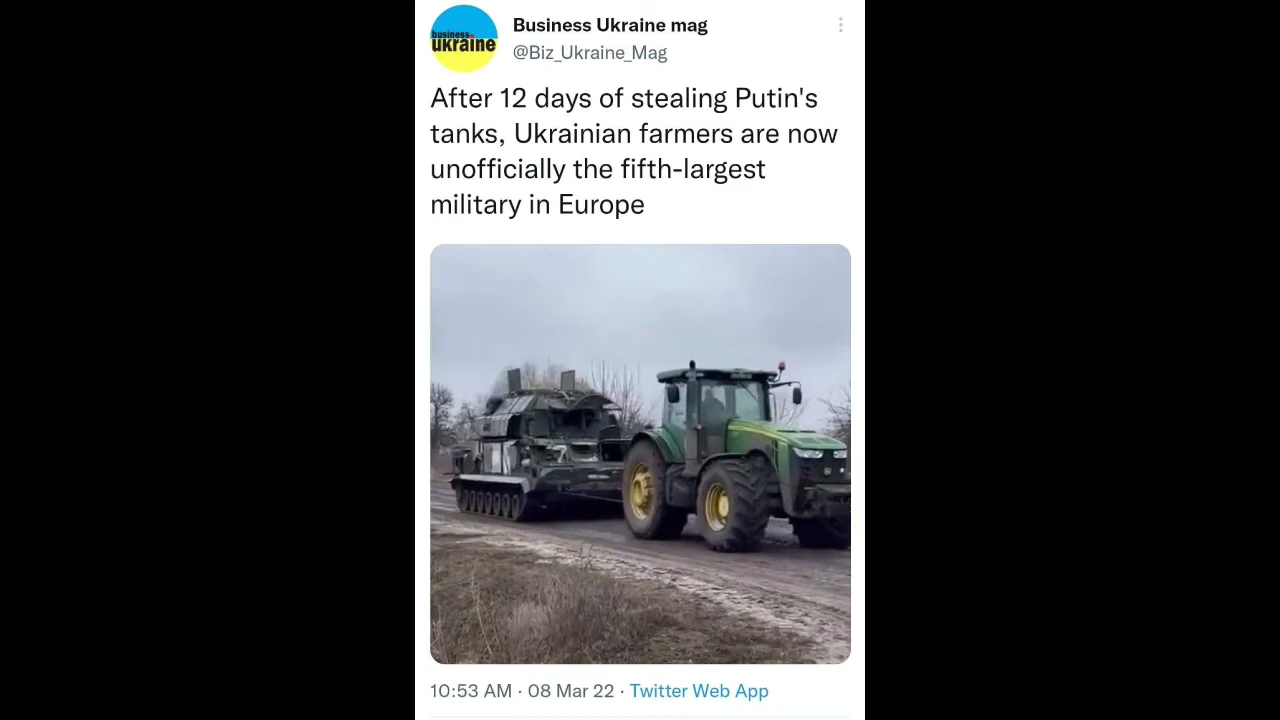 business
ukraine
Business Ukraine mag
@Biz_Ukraine_Mag
After 12 days of stealing Putin's
tanks, Ukrainian farmers are now
unofficially the fifth-largest
military in Europe
10:53 AM · 08 Mar 22 · Twitter Web App